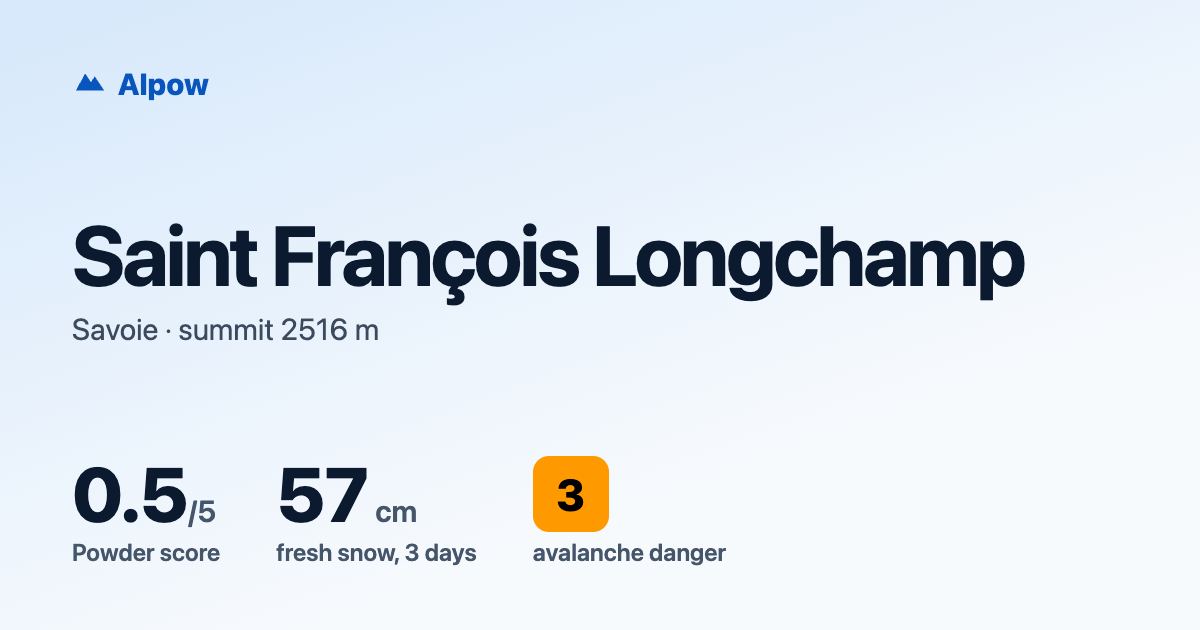 Alpow
Saint François Longchamp
Savoie · summit 2516 m
0.5/5 57 cm 3
Powder score fresh snow, 3 days avalanche danger